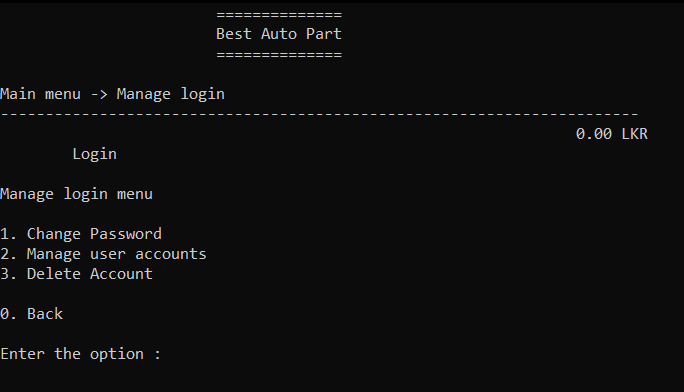 ==============
Best Auto Part
==============
Main menu -> Manage login
-----------------------------------------------------------------------
0.00 LKR
Login
Manage login menu
1. Change Password
2. Manage user accounts
3. Delete Account
0. Back
Enter the option :